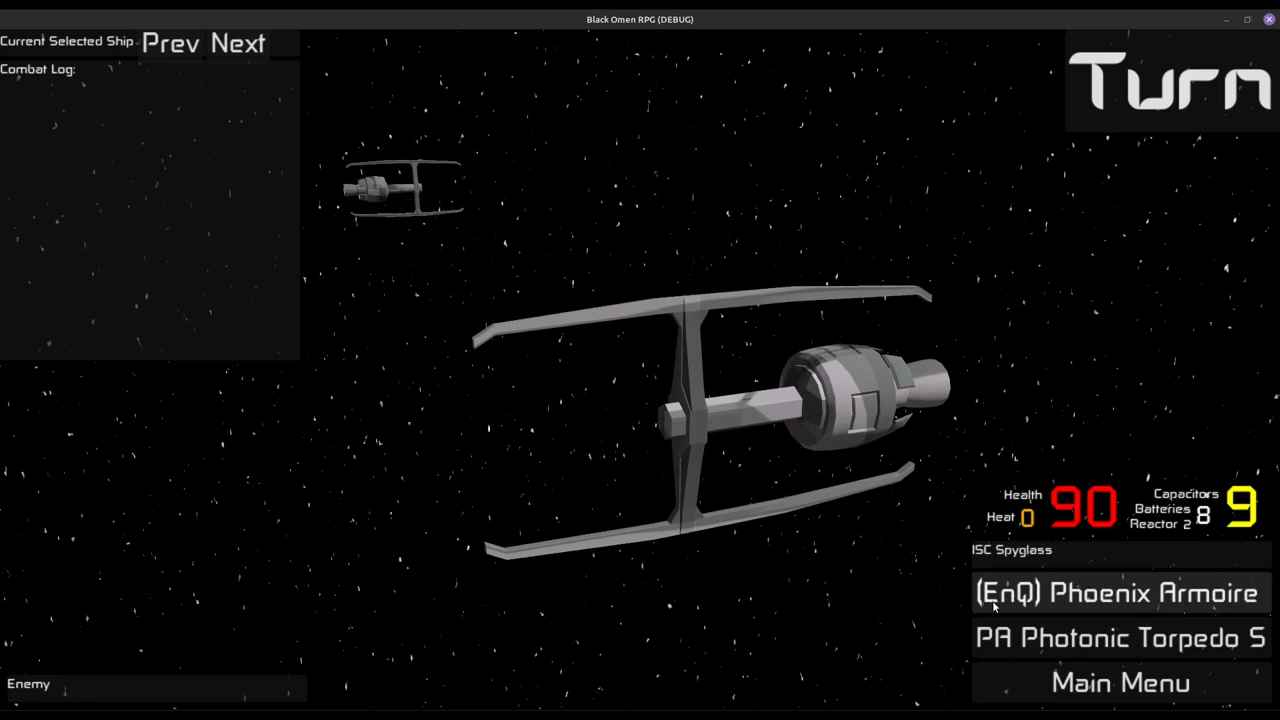 Black Omen RPG (DEBUG)
Current Selected Ship Prev Next
Combat Log:
Turn
Health 90
Heat 0
Capacitors 9
Batteries 8
Reactor 2
ISC Spyglass
(EnQ) Phoenix Armoire
PA Photonic Torpedo S
Main Menu
Enemy